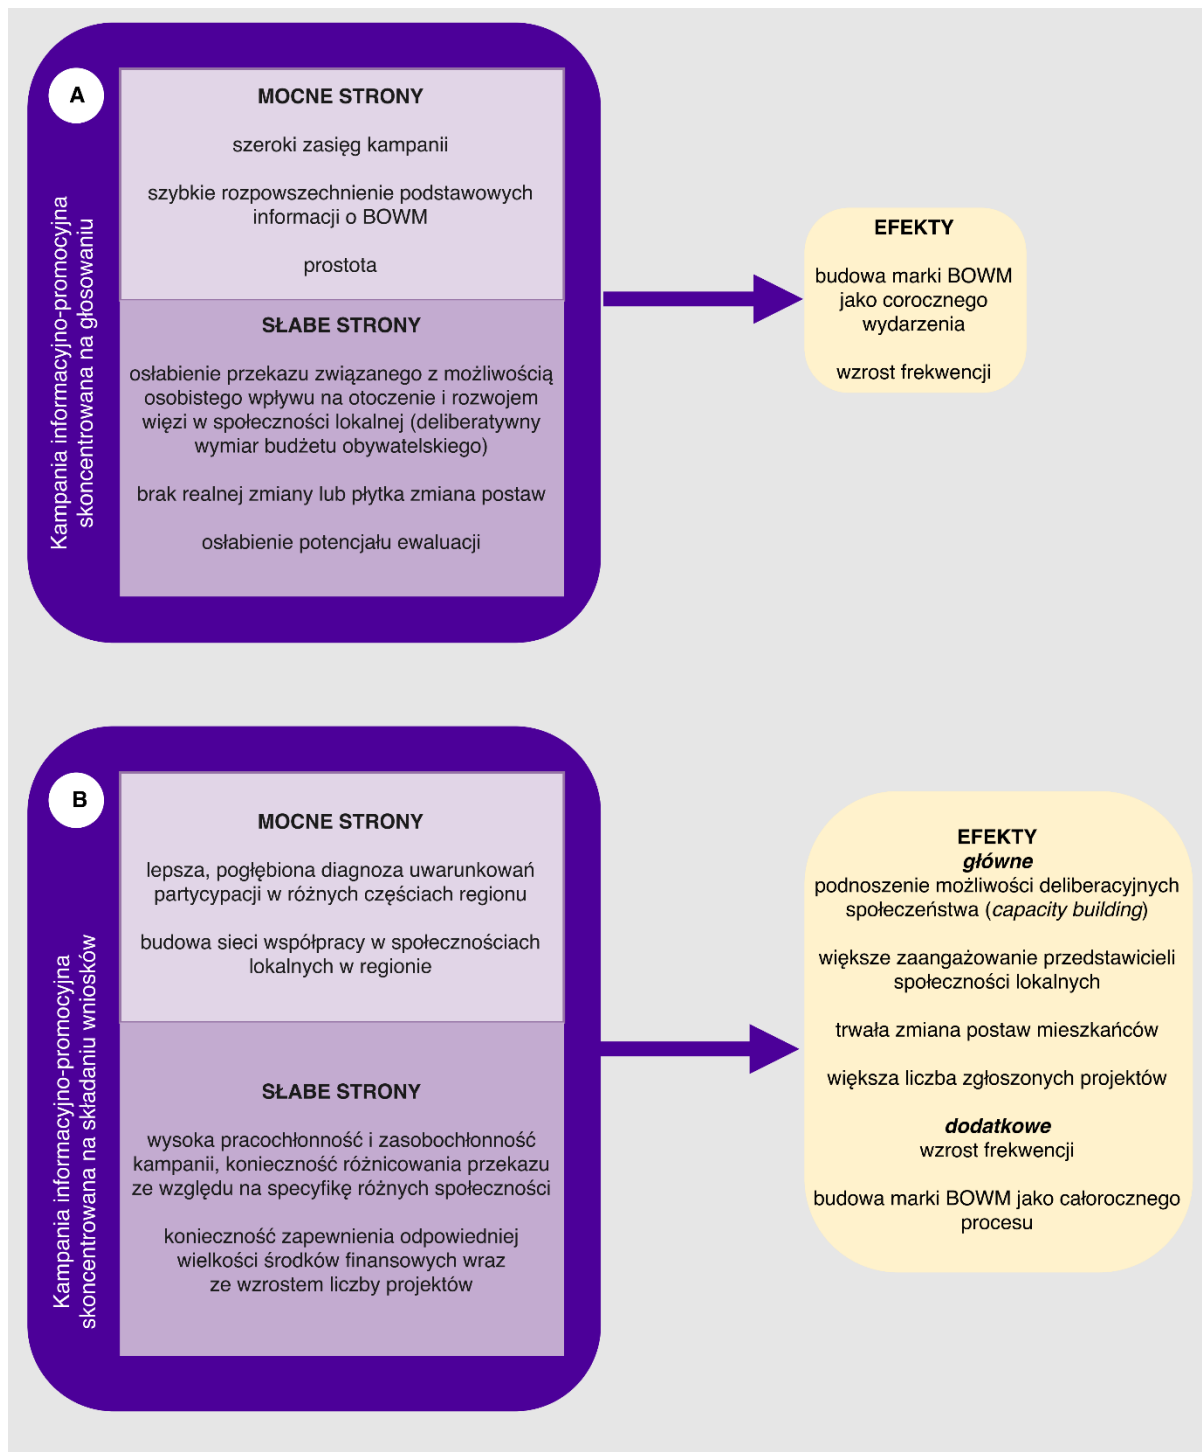 A
Kampania informacyjno-promocyjna
skoncentrowana na głosowaniu
MOCNE STRONY
szeroki zasięg kampanii
szybkie rozpowszechnienie podstawowych
informacji o BOWM
prostota
SŁABE STRONY
osłabienie przekazu związanego z możliwością
osobistego wpływu na otoczenie i rozwojem
więzi w społeczności lokalnej (deliberatywny
wymiar budżetu obywatelskiego)
brak realnej zmiany lub płytka zmiana postaw
osłabienie potencjału ewaluacji
EFEKTY
budowa marki BOWM
jako corocznego
wydarzenia
wzrost frekwencji
B
Kampania informacyjno-promocyjna
skoncentrowana na składaniu wniosków
MOCNE STRONY
lepsza, pogłębiona diagnoza uwarunkowań
partycypacji w różnych częściach regionu
budowa sieci współpracy w społecznościach
lokalnych w regionie
SŁABE STRONY
wysoka pracochłonność i zasobochłonność
kampanii, konieczność różnicowania przekazu
ze względu na specyfikę różnych społeczności
konieczność zapewnienia odpowiedniej
wielkości środków finansowych wraz
ze wzrostem liczby projektów
EFEKTY
główne
podnoszenie możliwości deliberacyjnych
społeczeństwa (capacity building)
większe zaangażowanie przedstawicieli
społeczności lokalnych
trwała zmiana postaw mieszkańców
większa liczba zgłoszonych projektów
dodatkowe
wzrost frekwencji
budowa marki BOWM jako całorocznego
procesu